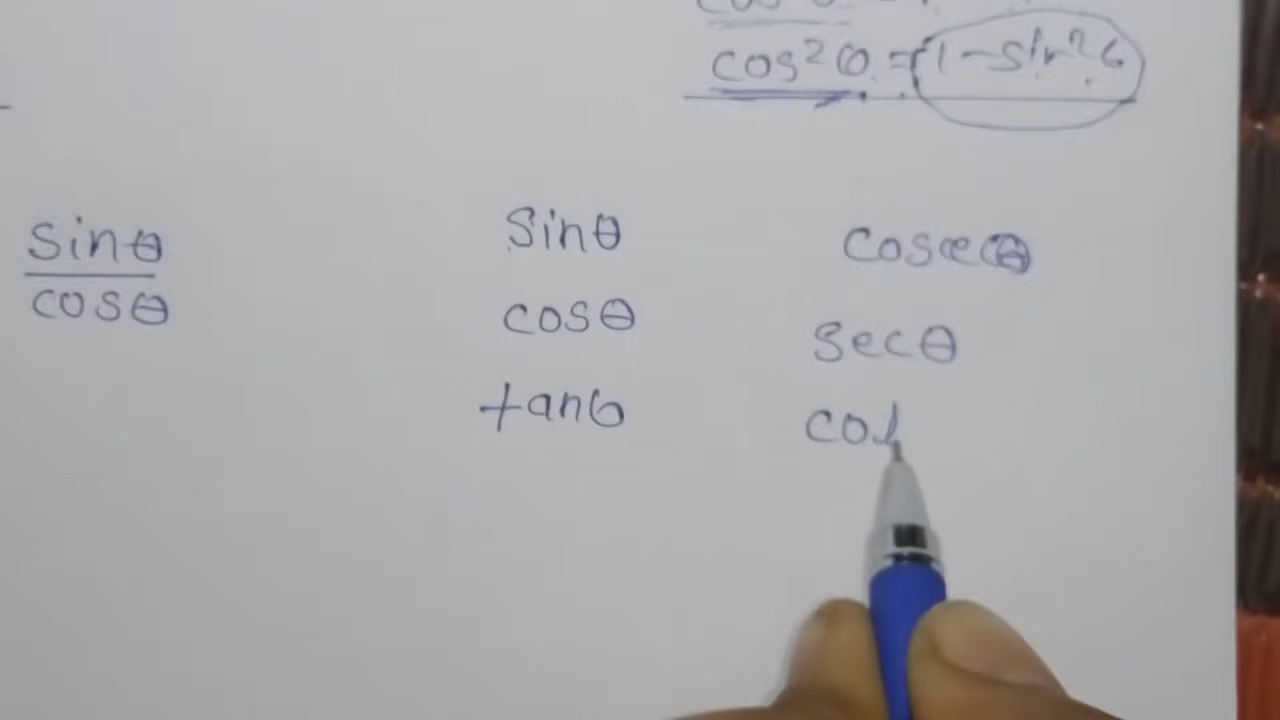 cos²θ = 1 - sin²θ
sinθ
cosθ
sinθ cosecθ
cosθ secθ
tanθ cot